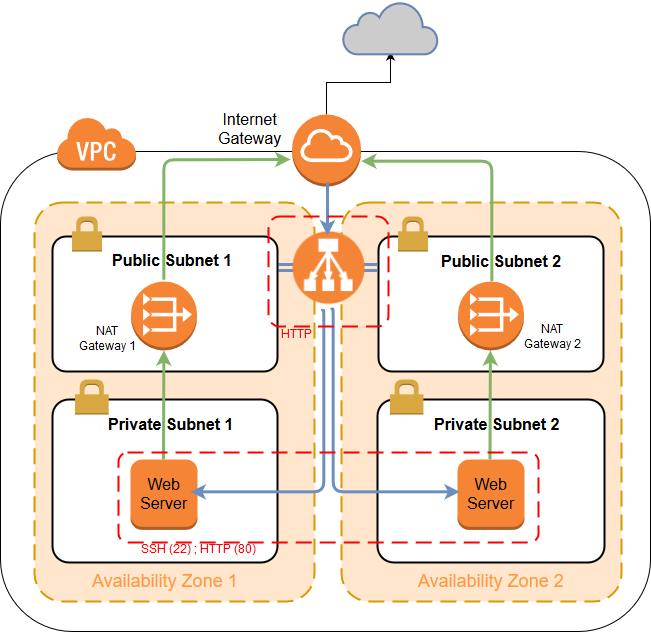 Internet
Gateway
VPC
Public Subnet 1
Public Subnet 2
NAT
Gateway 1
NAT
Gateway 2
HTTP
Private Subnet 1
Private Subnet 2
Web
Server
Web
Server
SSH (22) ; HTTP (80)
Availability Zone 1
Availability Zone 2